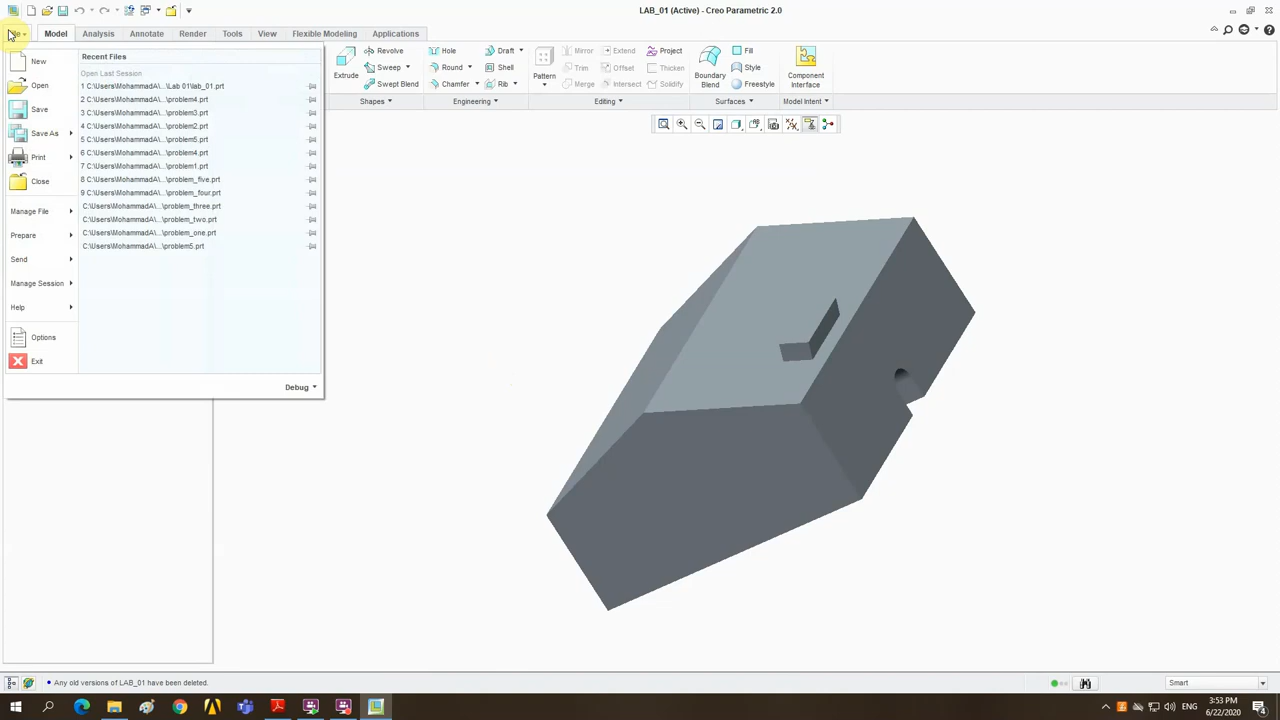 LAB_01 (Active) - Creo Parametric 2.0
Model Analysis Annotate Render Tools View Flexible Modeling Applications
New
Open
Save
Save As
Print
Close
Manage File
Prepare
Send
Manage Session
Help
Options
Exit
Recent Files
Open Last Session
1 C:\Users\MohammadA\...\Lab 01\lab_01.prt
2 C:\Users\MohammadA\...\problem4.prt
3 C:\Users\MohammadA\...\problem3.prt
4 C:\Users\MohammadA\...\problem2.prt
5 C:\Users\MohammadA\...\problem5.prt
6 C:\Users\MohammadA\...\problem4.prt
7 C:\Users\MohammadA\...\problem1.prt
8 C:\Users\MohammadA\...\problem_five.prt
9 C:\Users\MohammadA\...\problem_four.prt
C:\Users\MohammadA\...\problem_three.prt
C:\Users\MohammadA\...\problem_two.prt
C:\Users\MohammadA\...\problem_one.prt
C:\Users\MohammadA\...\problem5.prt
Debug
Extrude
Revolve
Sweep
Swept Blend
Shapes
Hole
Round
Chamfer
Draft
Shell
Rib
Engineering
Pattern
Mirror
Trim
Merge
Extend
Offset
Intersect
Project
Thicken
Solidify
Editing
Boundary
Blend
Fill
Style
Freestyle
Surfaces
Component
Interface
Model Intent
Any old versions of LAB_01 have been deleted.
Smart
ENG
3:53 PM
6/22/2020
4